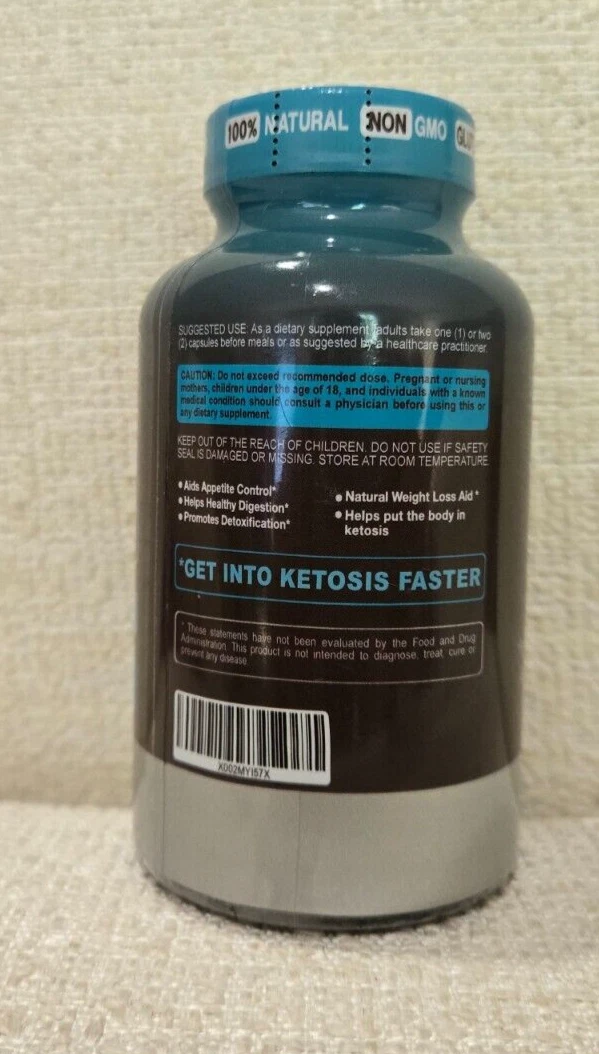 100% NATURAL NON GMO
SUGGESTED USE: As a dietary supplement, adults take one (1) or two
(2) capsules before meals or as suggested by a healthcare practitioner.
CAUTION: Do not exceed recommended dose. Pregnant or nursing
mothers, children under the age of 18, and individuals with a known
medical condition should consult a physician before using this or
any dietary supplement.
KEEP OUT OF THE REACH OF CHILDREN. DO NOT USE IF SAFETY
SEAL IS DAMAGED OR MISSING. STORE AT ROOM TEMPERATURE.
• Aids Appetite Control*
• Helps Healthy Digestion*
• Promotes Detoxification*
• Natural Weight Loss Aid *
• Helps put the body in
ketosis
*GET INTO KETOSIS FASTER
* These statements have not been evaluated by the Food and Drug
Administration. This product is not intended to diagnose, treat, cure or
prevent any disease.
X002MYI57X